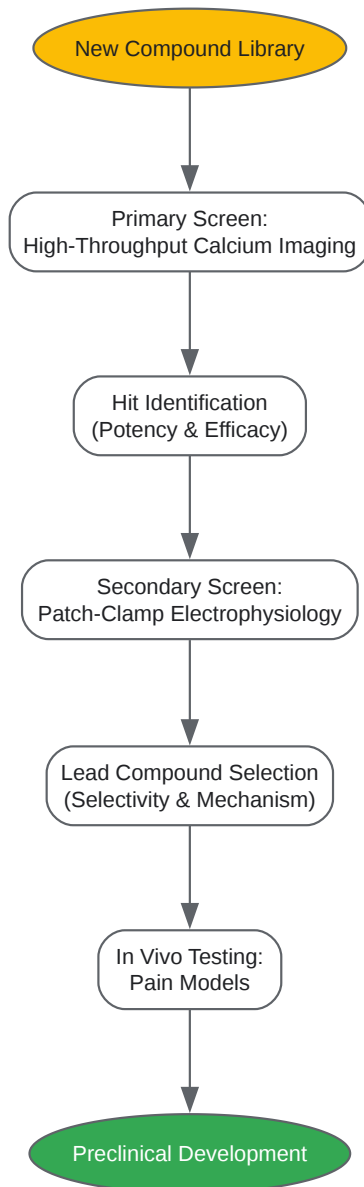 New Compound Library
Primary Screen:
High-Throughput Calcium Imaging
Hit Identification
(Potency & Efficacy)
Secondary Screen:
Patch-Clamp Electrophysiology
Lead Compound Selection
(Selectivity & Mechanism)
In Vivo Testing:
Pain Models
Preclinical Development